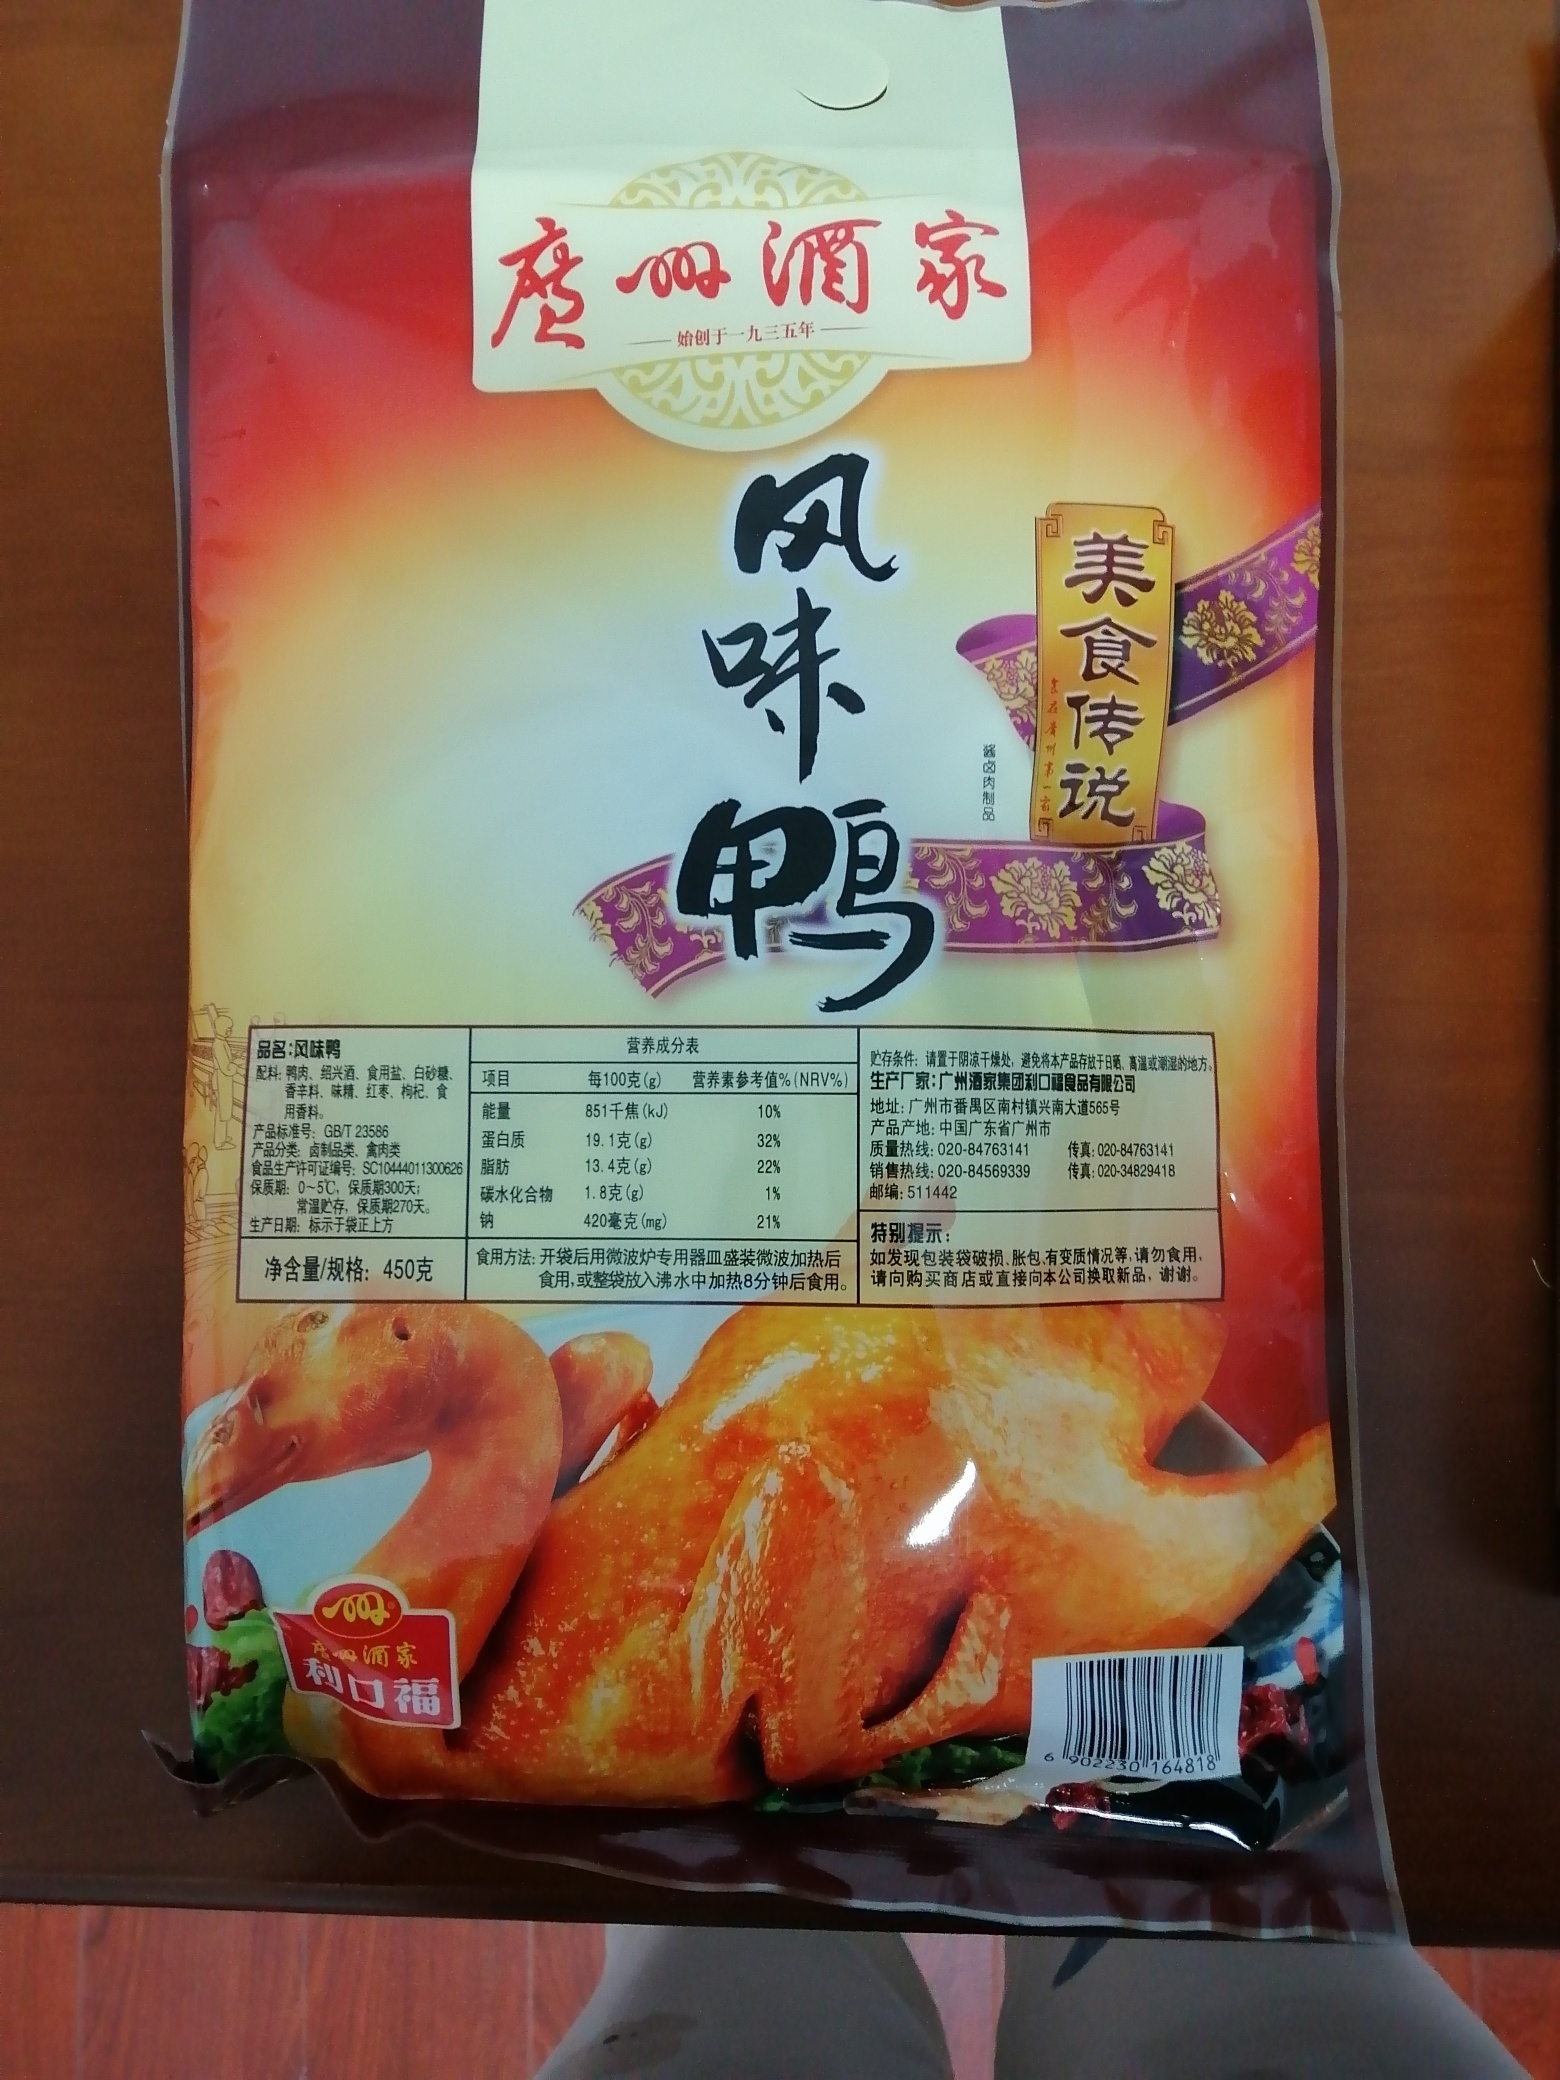 广州酒家
始创于一九三五年
风味鸭
美食传说
食在广州第一家
酱卤肉制品
品名:风味鸭
配料:鸭肉、绍兴酒、食用盐、白砂糖、
香辛料、味精、红枣、枸杞、食
用香料。
产品标准号: GB/T 23586
产品分类: 卤制品类、禽肉类
食品生产许可证编号: SC10444011300626
保质期: 0~5℃, 保质期300天;
常温贮存, 保质期270天。
生产日期: 标示于袋正上方
净含量/规格: 450克
营养成分表
项目 每100克(g) 营养素参考值%(NRV%)
能量 851千焦(kJ) 10%
蛋白质 19.1克(g) 32%
脂肪 13.4克(g) 22%
碳水化合物 1.8克(g) 1%
钠 420毫克(mg) 21%
食用方法: 开袋后用微波炉专用器皿盛装微波加热后
食用,或整袋放入沸水中加热8分钟后食用。
贮存条件: 请置于阴凉干燥处, 避免将本产品存放于日晒、高温或潮湿的地方。
生产厂家: 广州酒家集团利口福食品有限公司
地址: 广州市番禺区南村镇兴南大道565号
产品产地: 中国广东省广州市
质量热线: 020-84763141 传真: 020-84763141
销售热线: 020-84569339 传真: 020-34829418
邮编: 511442
特别提示:
如发现包装袋破损、胀包、有变质情况等,请勿食用,
请向购买商店或直接向本公司换取新品, 谢谢。
广州酒家
利口福
6 902230 164818